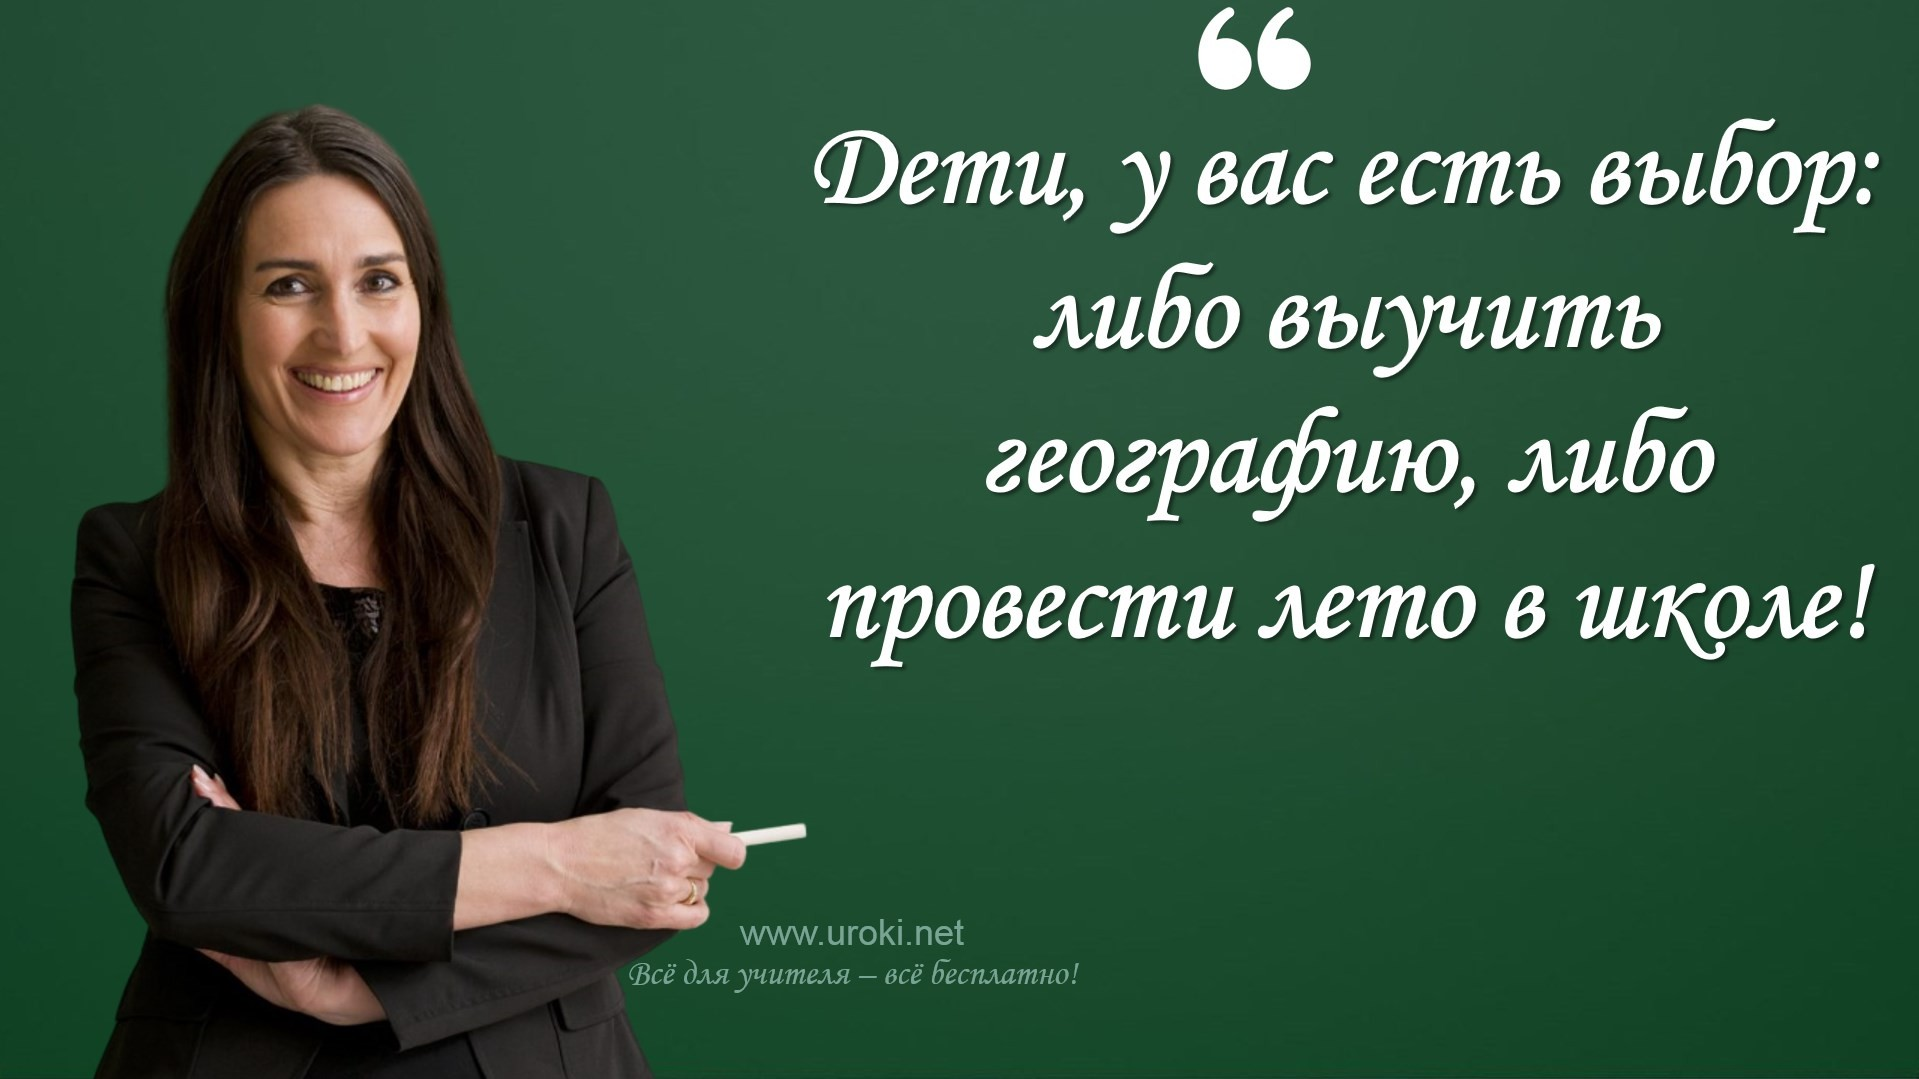 “
Дети, у вас есть выбор:
либо выучить
географию, либо
провести лето в школе!
www.uroki.net
Всё для учителя – всё бесплатно!